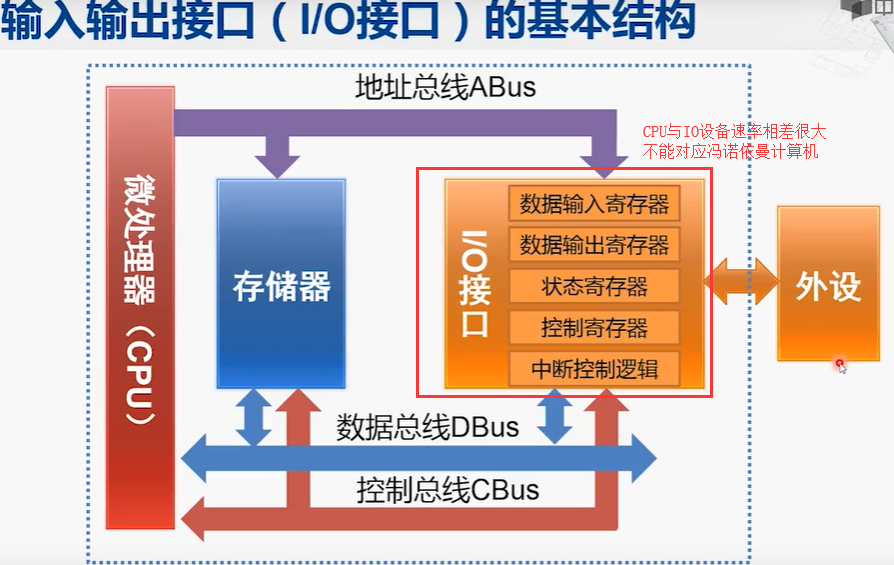 输入输出接口（I/O接口）的基本结构
地址总线ABus
CPU与IO设备速率相差很大
不能对应冯诺依曼计算机
微处理器（CPU）
存储器
I/O接口
数据输入寄存器
数据输出寄存器
状态寄存器
控制寄存器
中断控制逻辑
外设
数据总线DBus
控制总线CBus